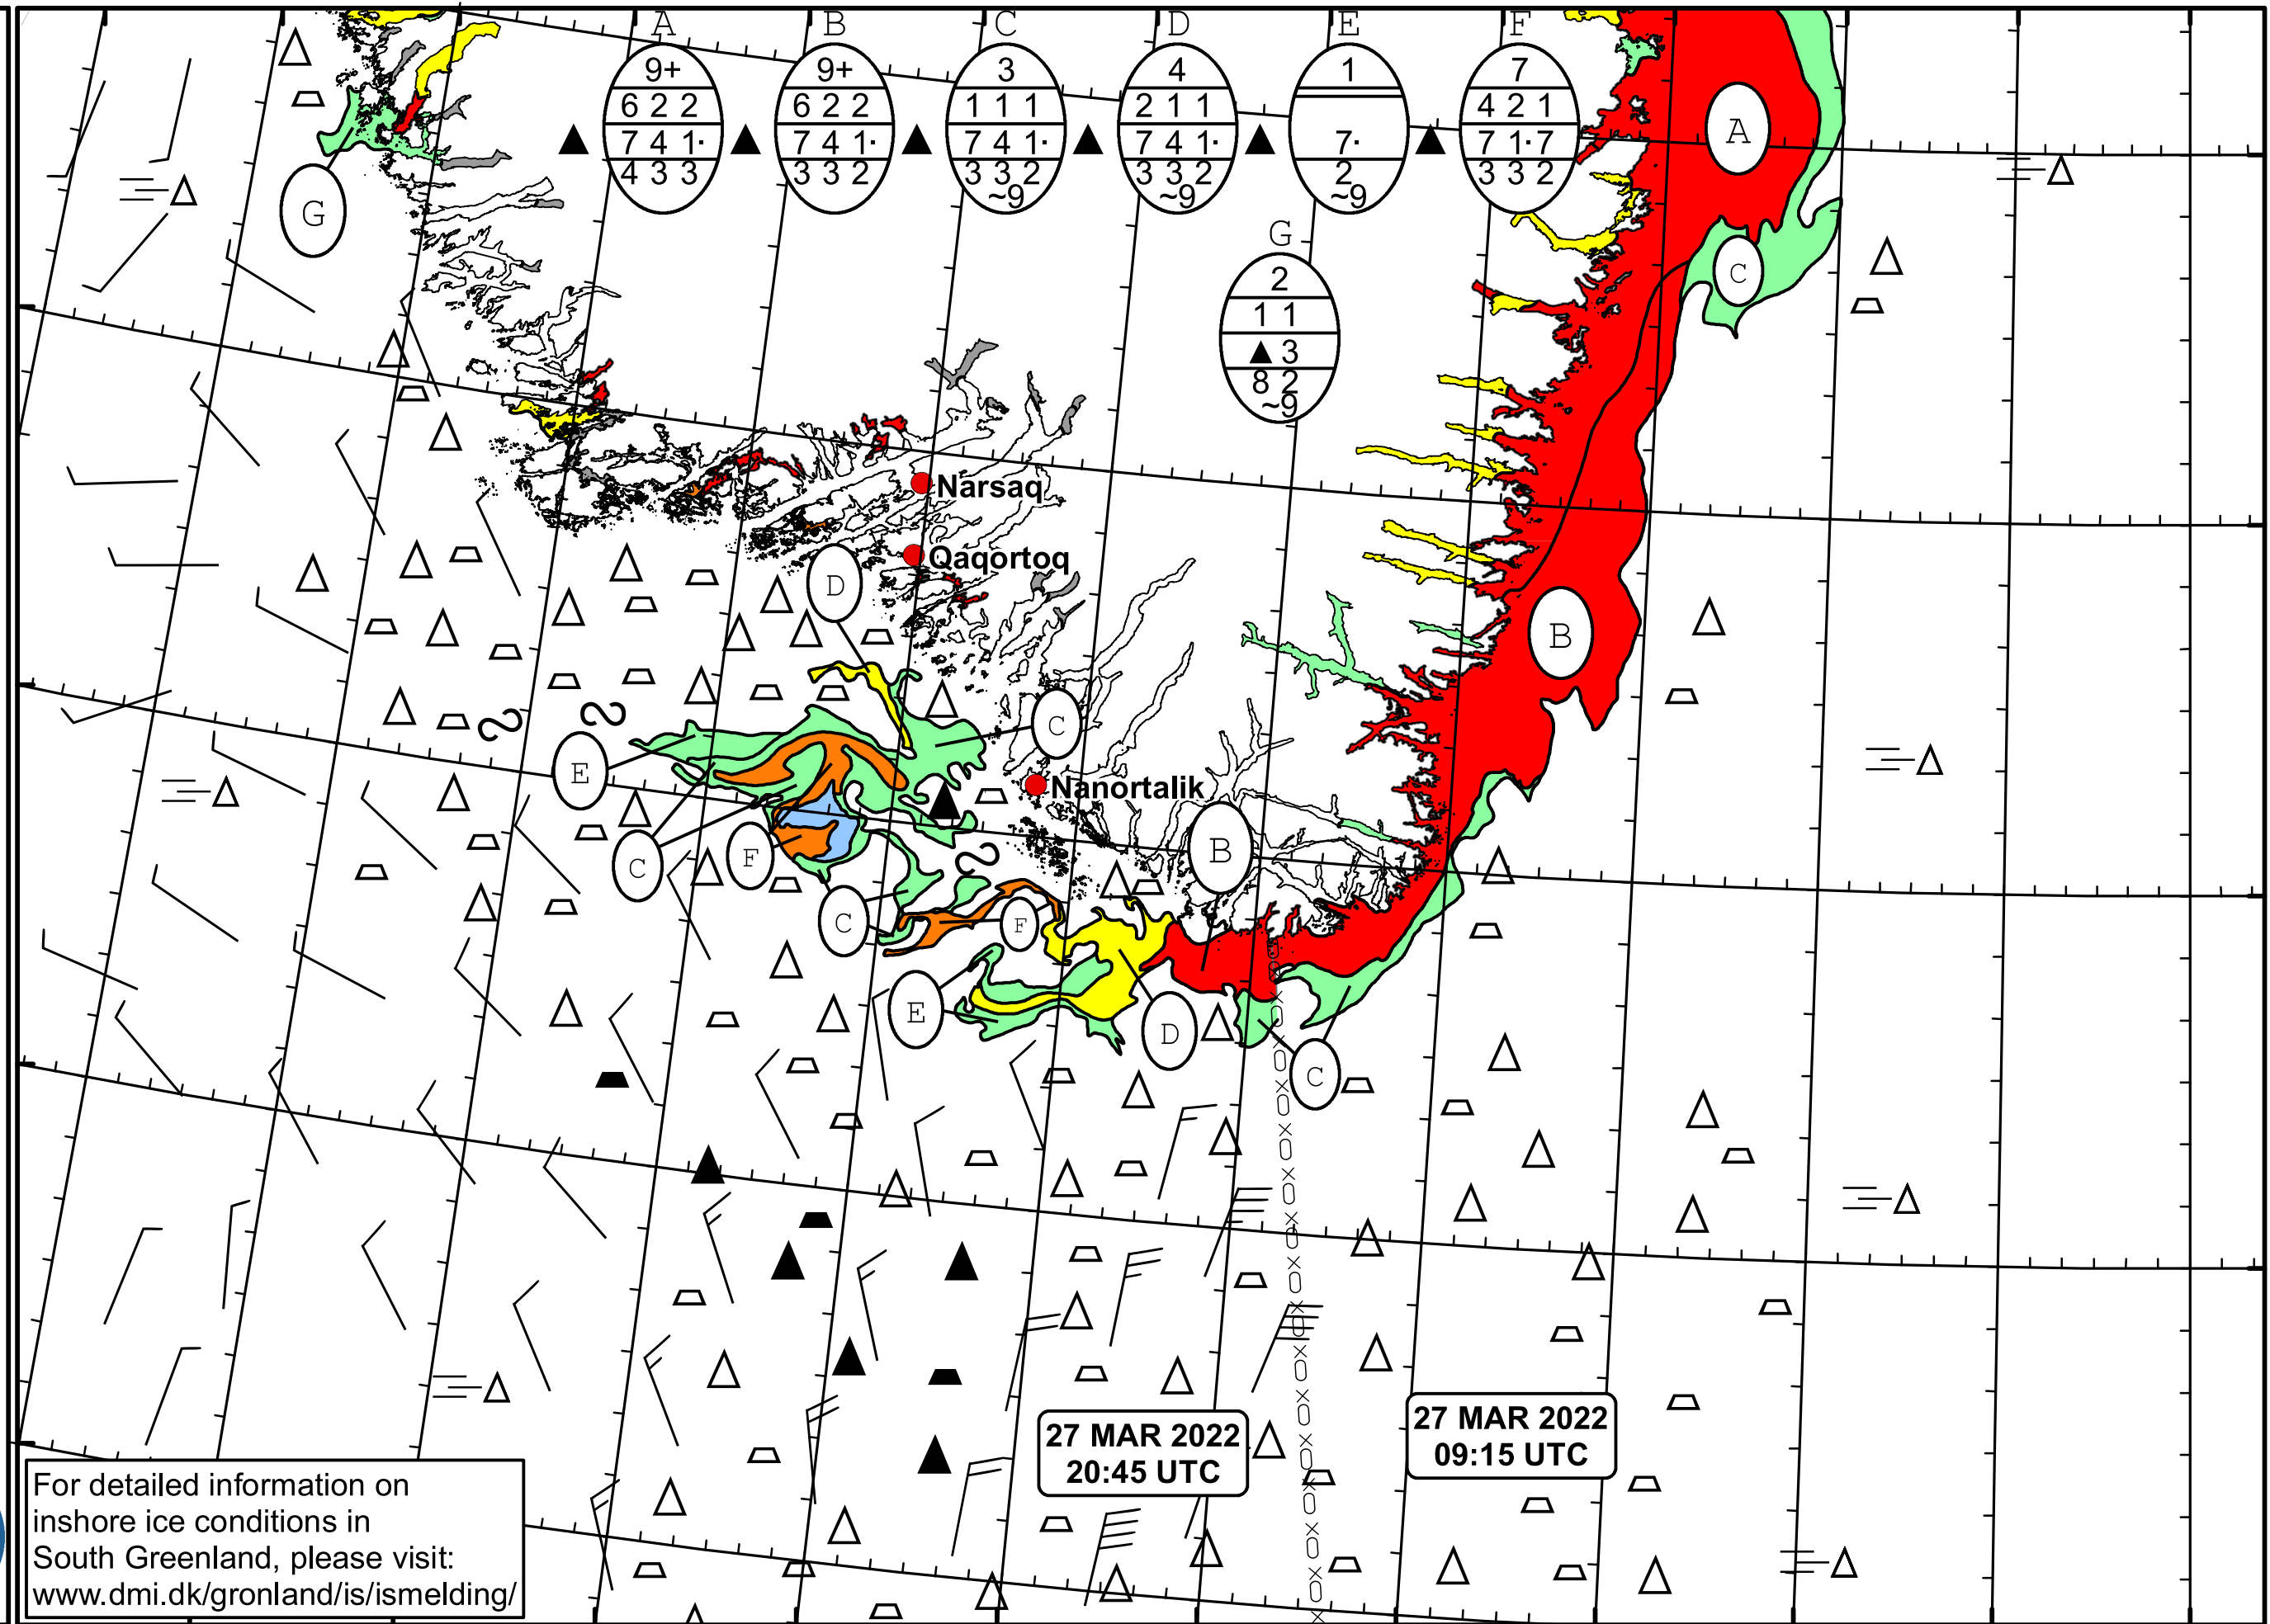 A B C D E F
9+ 9+ 3 4 1 7
6 2 2 6 2 2 1 1 1 2 1 1 4 2 1
7 4 1· 7 4 1· 7 4 1· 7 4 1· 7· 7 1·7
4 3 3 3 3 2 3 3 2 3 3 2 2 3 3 2
~9 ~9 ~9
A
G
G
2
1 1
▲ 3
8 2
~9
C
Narsaq
Qaqortoq
D
B
C
E
Nanortalik
B
F
C
C
F
E
D
C
27 MAR 2022
20:45 UTC
27 MAR 2022
09:15 UTC
For detailed information on
inshore ice conditions in
South Greenland, please visit:
www.dmi.dk/gronland/is/ismelding/